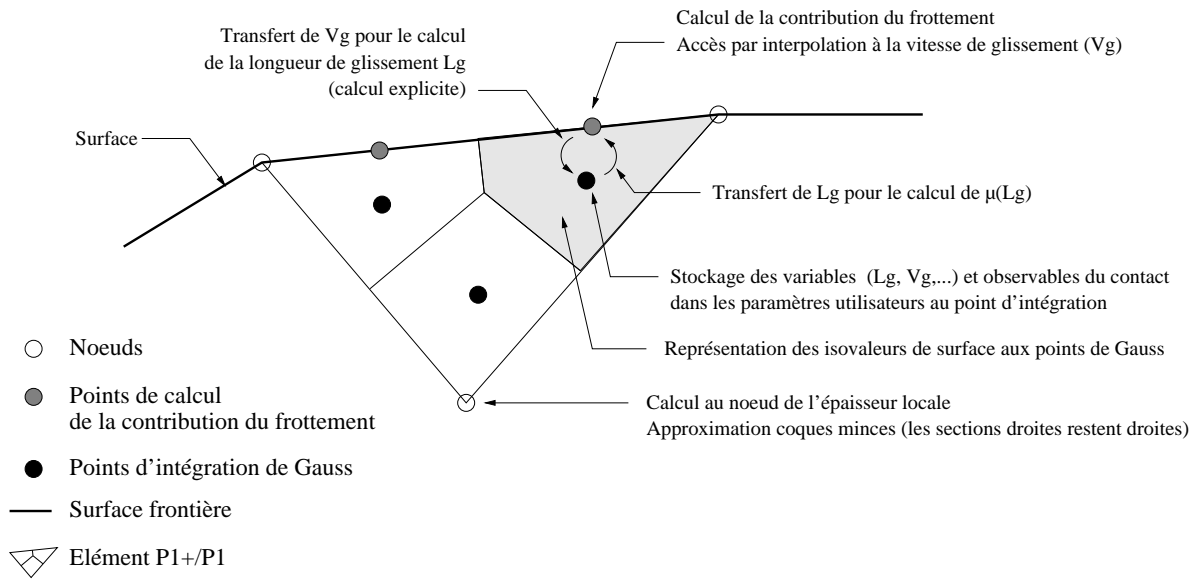 Calcul de la contribution du frottement
Accès par interpolation à la vitesse de glissement (Vg)
Transfert de Vg pour le calcul
de la longueur de glissement Lg
(calcul explicite)
Surface
Transfert de Lg pour le calcul de µ(Lg)
Stockage des variables (Lg, Vg,...) et observables du contact
dans les paramètres utilisateurs au point d'intégration
Représentation des isovaleurs de surface aux points de Gauss
Calcul au noeud de l'épaisseur locale
Approximation coques minces (les sections droites restent droites)
Noeuds
Points de calcul
de la contribution du frottement
Points d'intégration de Gauss
Surface frontière
Elément P1+/P1